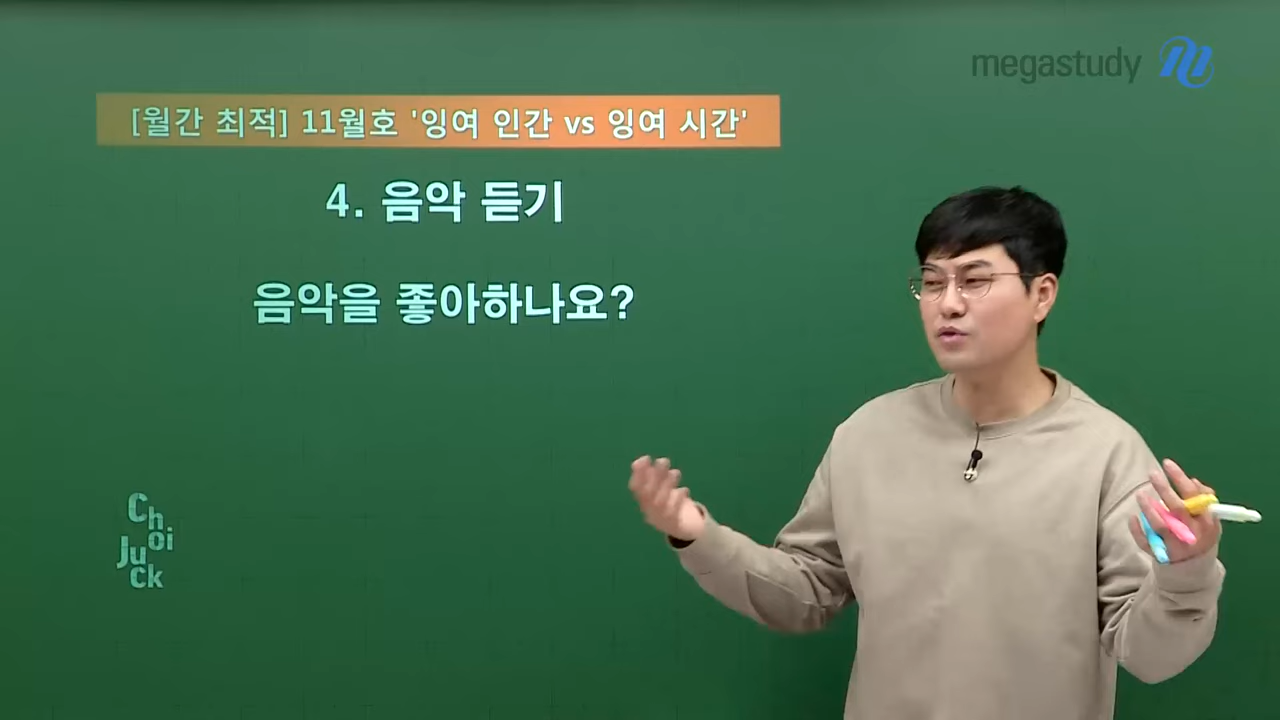 megastudy
[월간 최적] 11월호 '잉여 인간 vs 잉여 시간'
4. 음악 듣기
음악을 좋아하나요?
Choi
Juck